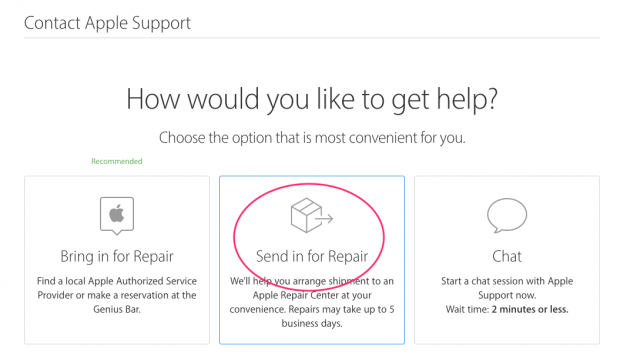 Contact Apple Support
How would you like to get help?
Choose the option that is most convenient for you.
Recommended
Bring in for Repair
Find a local Apple Authorized Service
Provider or make a reservation at the
Genius Bar.
Send in for Repair
We'll help you arrange shipment to an
Apple Repair Center at your
convenience. Repairs may take up to 5
business days.
Chat
Start a chat session with Apple
Support now.
Wait time: 2 minutes or less.